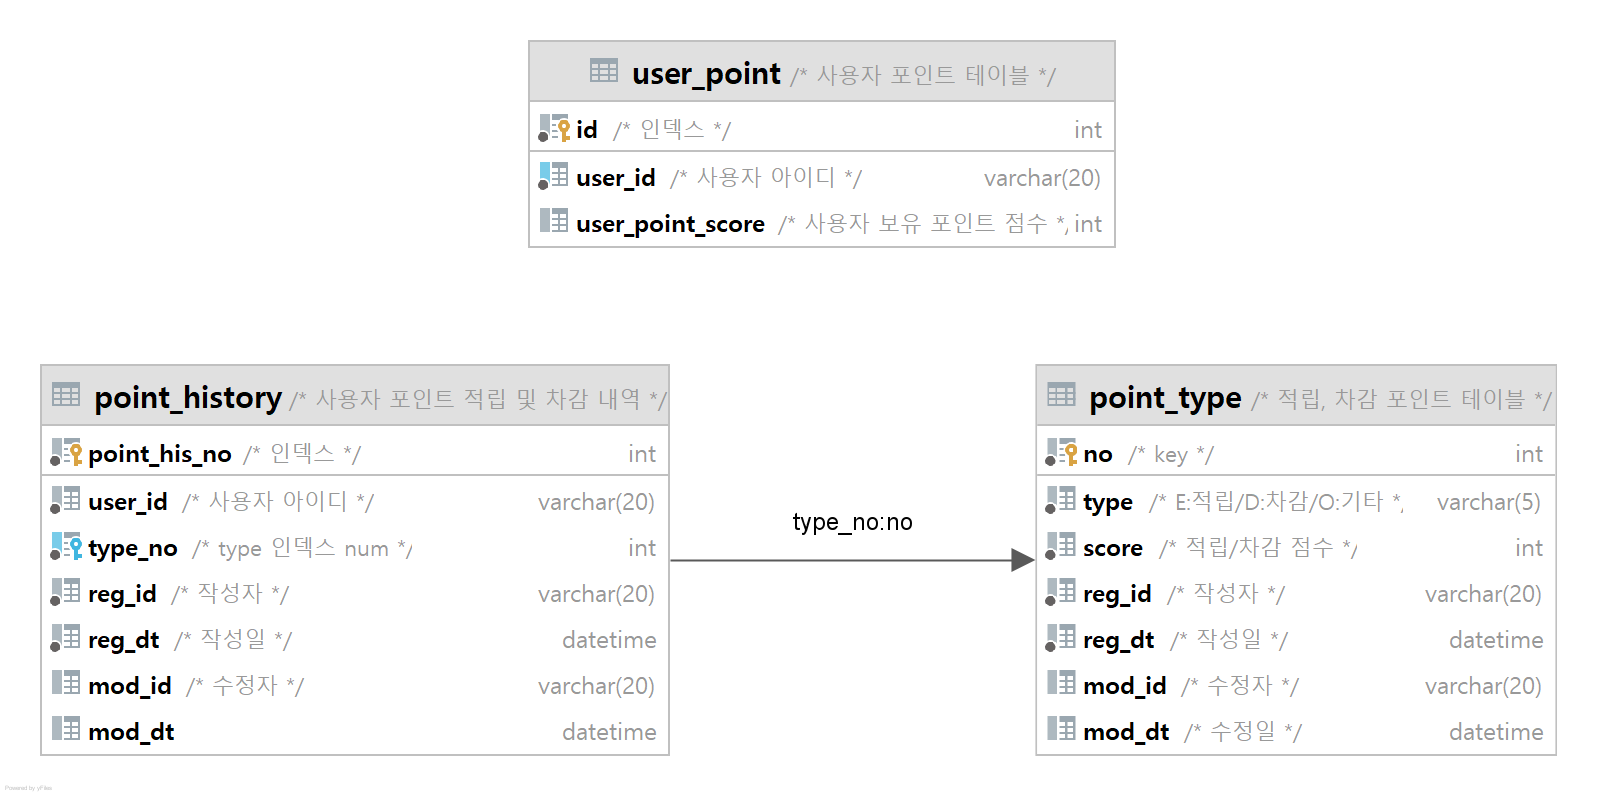 user_point /* 사용자 포인트 테이블 */
id /* 인덱스 */ int
user_id /* 사용자 아이디 */ varchar(20)
user_point_score /* 사용자 보유 포인트 점수 */ int
point_history /* 사용자 포인트 적립 및 차감 내역 */
point_his_no /* 인덱스 */ int
user_id /* 사용자 아이디 */ varchar(20)
type_no /* type 인덱스 num */ int
reg_id /* 작성자 */ varchar(20)
reg_dt /* 작성일 */ datetime
mod_id /* 수정자 */ varchar(20)
mod_dt datetime
type_no:no
point_type /* 적립, 차감 포인트 테이블 */
no /* key */ int
type /* E:적립/D:차감/O:기타 * varchar(5)
score /* 적립/차감 점수 */ int
reg_id /* 작성자 */ varchar(20)
reg_dt /* 작성일 */ datetime
mod_id /* 수정자 */ varchar(20)
mod_dt /* 수정일 */ datetime
Powered by yFiles